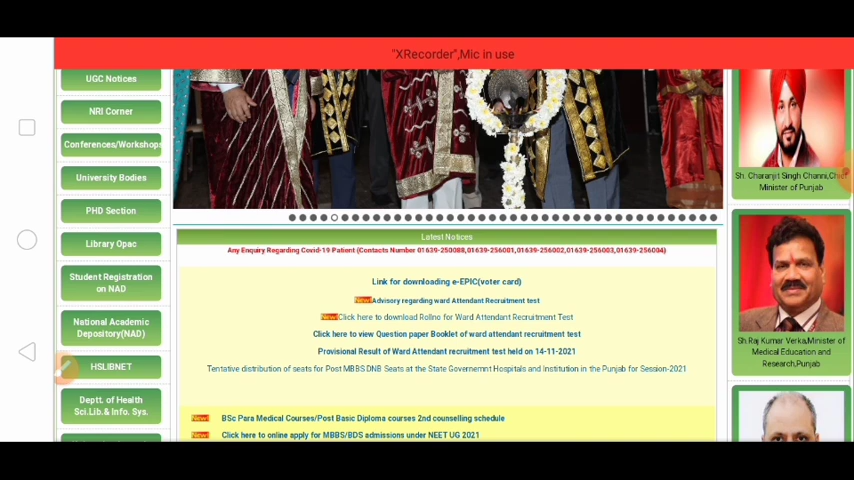 "XRecorder",Mic in use
UGC Notices
NRI Corner
Conferences/Workshops
University Bodies
PHD Section
Library Opac
Student Registration
on NAD
National Academic
Depository(NAD)
HSLIBNET
Deptt. of Health
Sci.Lib.& Info. Sys.
Latest Notices
Any Enquiry Regarding Covid-19 Patient (Contacts Number 01639-250088,01639-256001,01639-256002,01639-256003,01639-256004)
Link for downloading e-EPIC(voter card)
New! Advisory regarding ward Attendant Recruitment test
New! Click here to download Rollno for Ward Attendant Recruitment Test
Click here to view Question paper Booklet of ward attendant recruitment test
Provisional Result of Ward Attendant recruitment test held on 14-11-2021
Tentative distribution of seats for Post MBBS DNB Seats at the State Governemnt Hospitals and Institution in the Punjab for Session-2021
New! BSc Para Medical Courses/Post Basic Diploma courses 2nd counselling schedule
New! Click here to online apply for MBBS/BDS admissions under NEET UG 2021
Sh. Charanjit Singh Channi,Chief
Minister of Punjab
Sh.Raj Kumar Verka,Minister of
Medical Education and
Research,Punjab